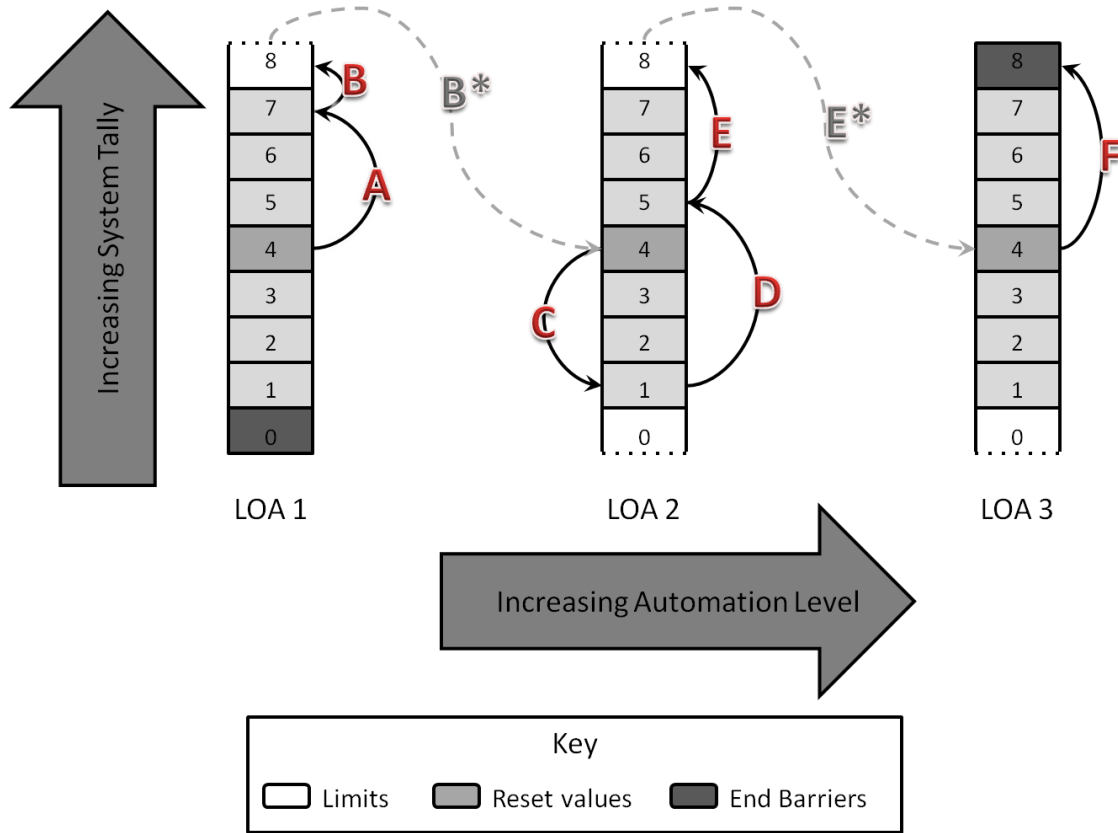 Increasing System Tally
8
7
6
5
4
3
2
1
0
LOA 1
B
A
B*
8
7
6
5
4
3
2
1
0
LOA 2
E
D
C
E*
8
7
6
5
4
3
2
1
0
LOA 3
F
Increasing Automation Level
Key
Limits
Reset values
End Barriers